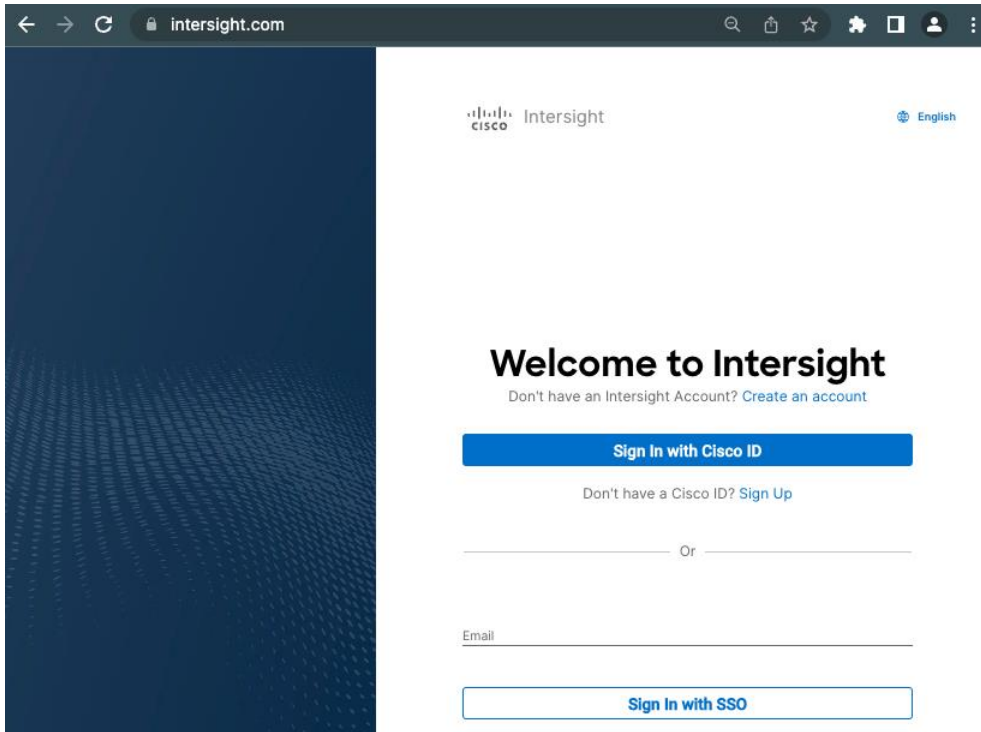 intersight.com
cisco Intersight
English
Welcome to Intersight
Don't have an Intersight Account? Create an account
Sign In with Cisco ID
Don't have a Cisco ID? Sign Up
Or
Email
Sign In with SSO